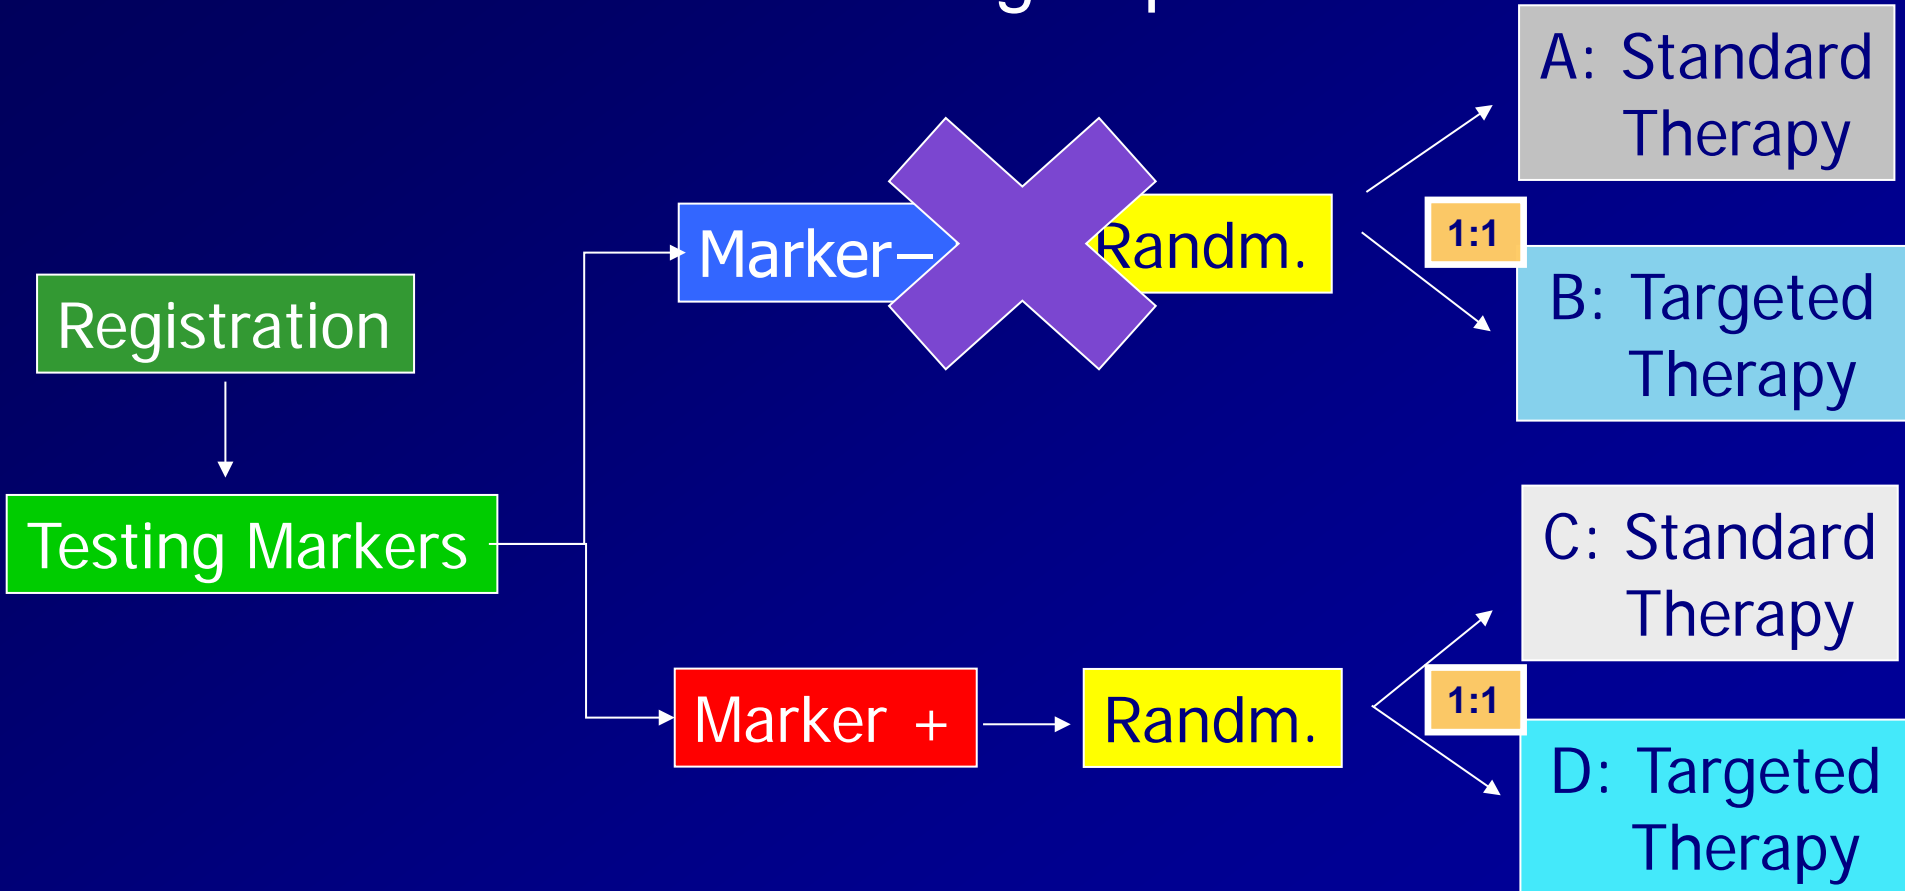 A: Standard
Therapy
Marker–
Randm.
1:1
B: Targeted
Therapy
Registration
Testing Markers
C: Standard
Therapy
Marker +
Randm.
1:1
D: Targeted
Therapy